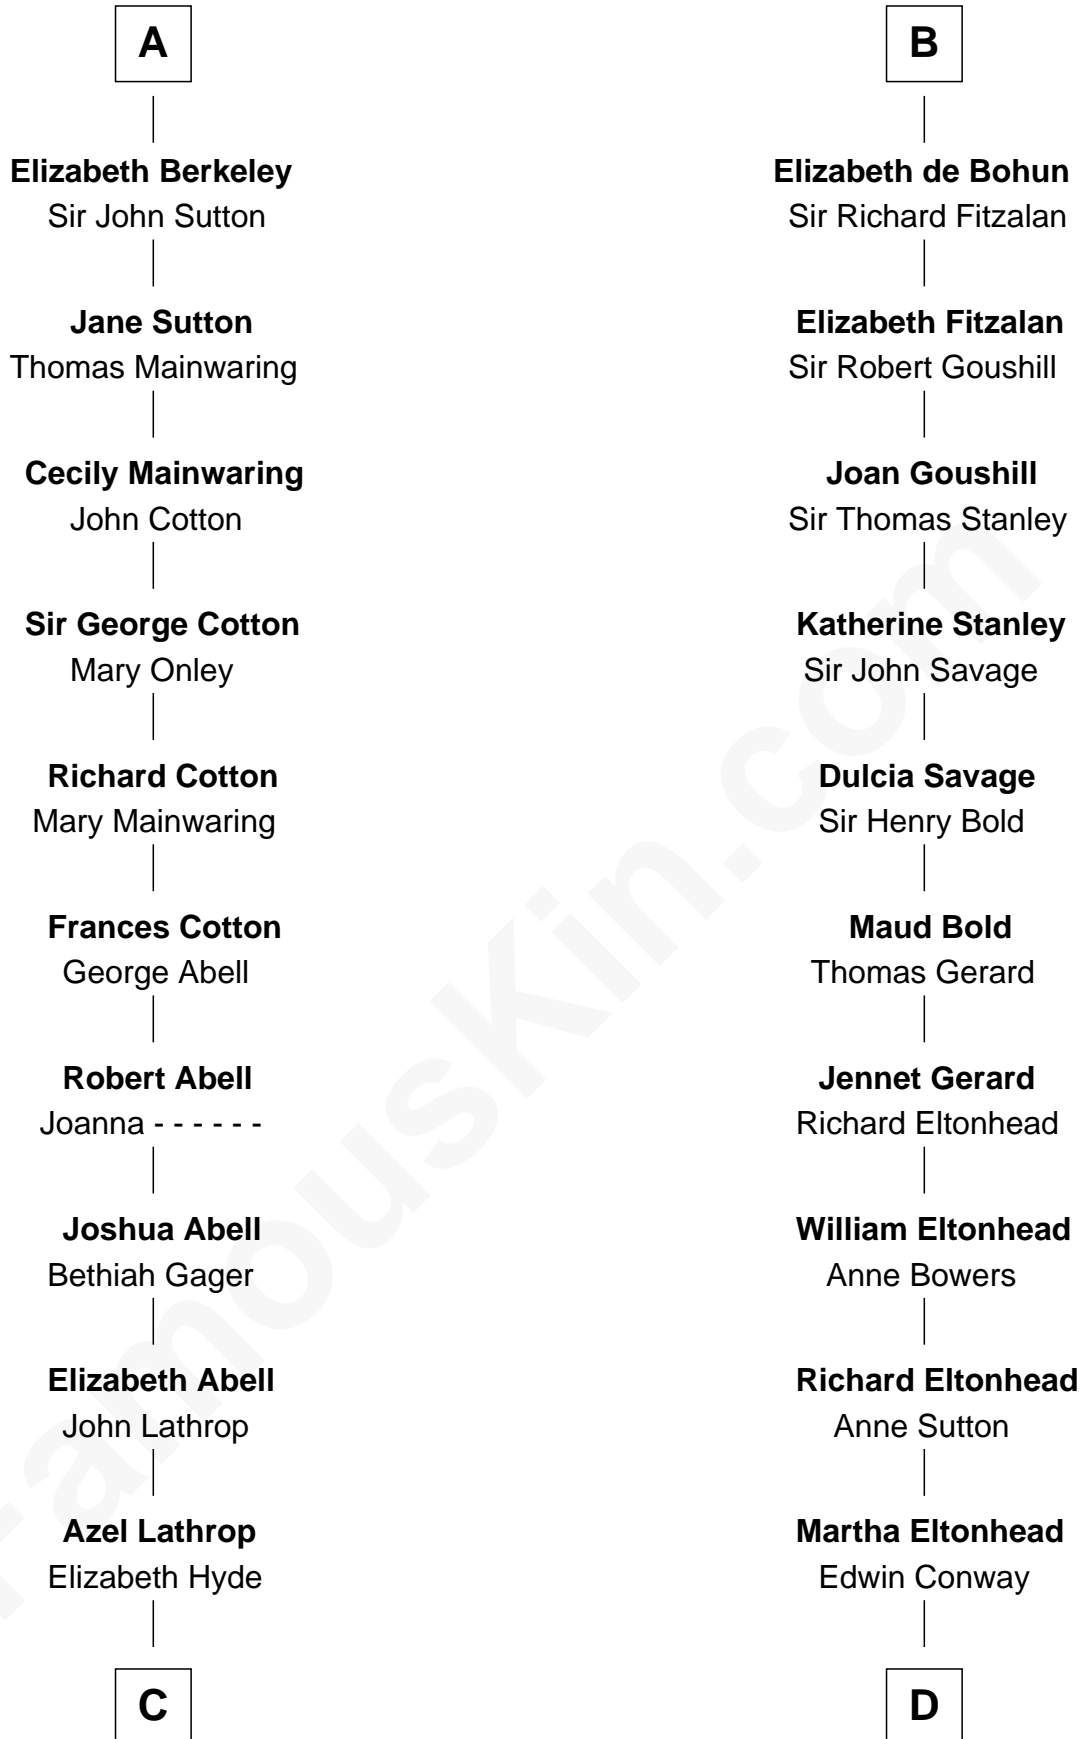 A
Elizabeth Berkeley
Sir John Sutton
Jane Sutton
Thomas Mainwaring
Cecily Mainwaring
John Cotton
Sir George Cotton
Mary Onley
Richard Cotton
Mary Mainwaring
Frances Cotton
George Abell
Robert Abell
Joanna - - - - - -
Joshua Abell
Bethiah Gager
Elizabeth Abell
John Lathrop
Azel Lathrop
Elizabeth Hyde
C
B
Elizabeth de Bohun
Sir Richard Fitzalan
Elizabeth Fitzalan
Sir Robert Goushill
Joan Goushill
Sir Thomas Stanley
Katherine Stanley
Sir John Savage
Dulcia Savage
Sir Henry Bold
Maud Bold
Thomas Gerard
Jennet Gerard
Richard Eltonhead
William Eltonhead
Anne Bowers
Richard Eltonhead
Anne Sutton
Martha Eltonhead
Edwin Conway
D
FamousKin.com